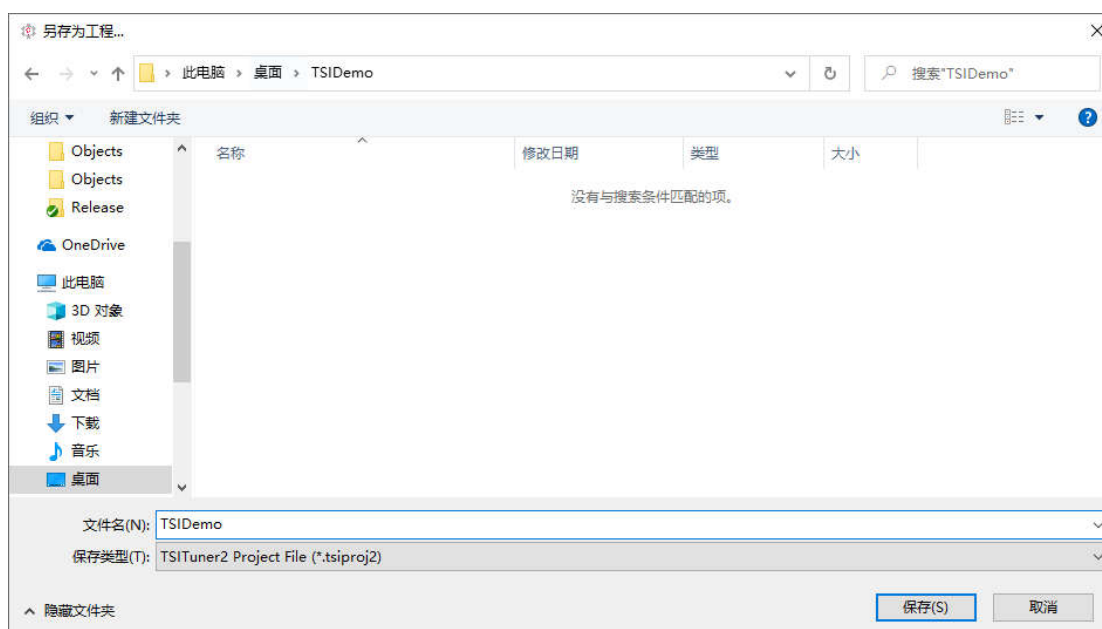 另存为工程...
此电脑 › 桌面 › TSIDemo
搜索"TSIDemo"
组织 新建文件夹
名称 修改日期 类型 大小
没有与搜索条件匹配的项。
Objects
Objects
Release
OneDrive
此电脑
3D 对象
视频
图片
文档
下载
音乐
桌面
文件名(N): TSIDemo
保存类型(T): TSITuner2 Project File (*.tsiproj2)
隐藏文件夹
保存(S) 取消